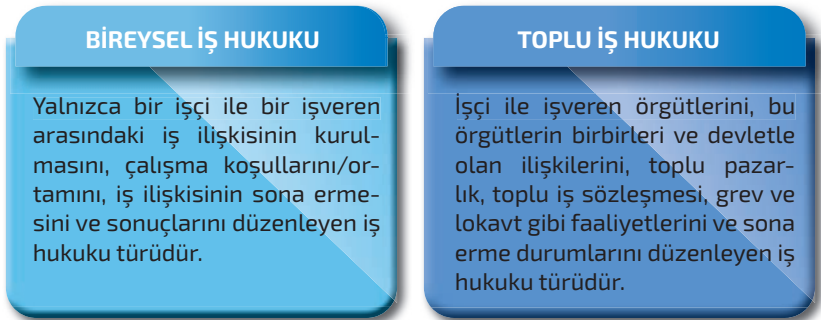 BİREYSEL İŞ HUKUKU
Yalnızca bir işçi ile bir işveren
arasındaki iş ilişkisinin kurul-
masını, çalışma koşullarını/or-
tamını, iş ilişkisinin sona erme-
sini ve sonuçlarını düzenleyen iş
hukuku türüdür.
TOPLU İŞ HUKUKU
İşçi ile işveren örgütlerini, bu
örgütlerin birbirleri ve devletle
olan ilişkilerini, toplu pazar-
lık, toplu iş sözleşmesi, grev ve
lokavt gibi faaliyetlerini ve sona
erme durumlarını düzenleyen iş
hukuku türüdür.